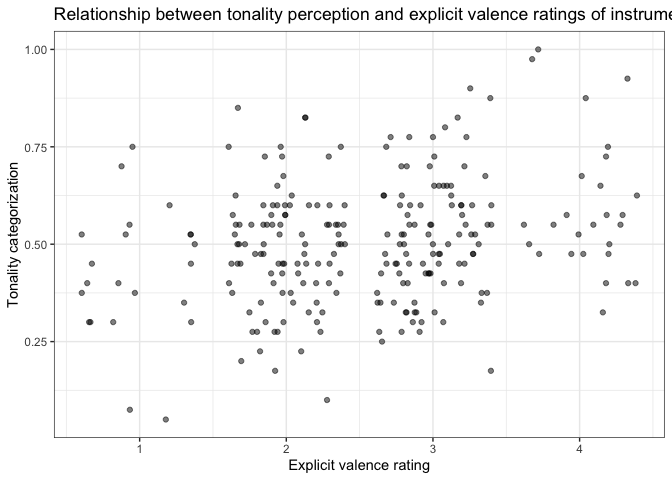 Relationship between tonality perception and explicit valence ratings of instrume
1.00
0.75
0.50
0.25
Tonality categorization
1
2
3
4
Explicit valence rating